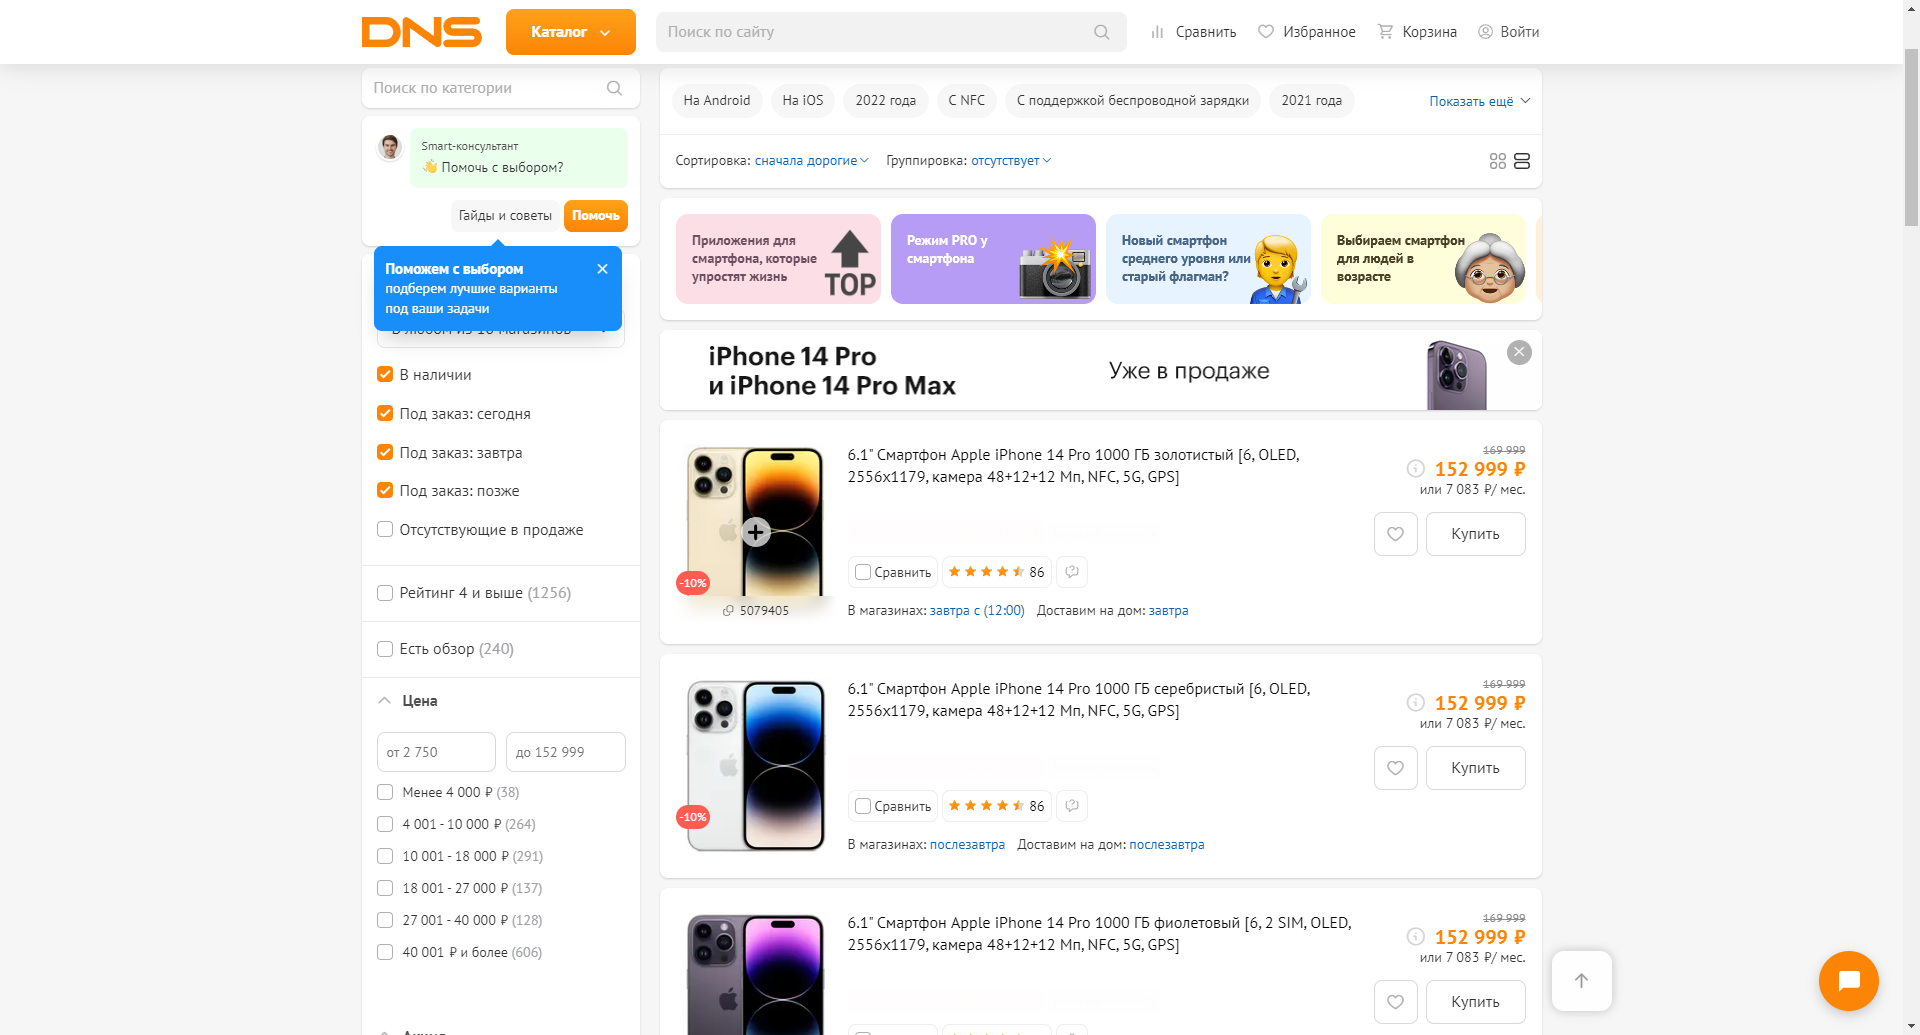 DNS
Каталог
Поиск по сайту
Сравнить
Избранное
Корзина
Войти
Поиск по категории
Smart-консультант
👋 Помочь с выбором?
Гайды и советы
Помочь
Поможем с выбором
подберем лучшие варианты
под ваши задачи
В наличии
Под заказ: сегодня
Под заказ: завтра
Под заказ: позже
Отсутствующие в продаже
Рейтинг 4 и выше (1256)
Есть обзор (240)
Цена
от 2 750
до 152 999
Менее 4 000 ₽ (38)
4 001 - 10 000 ₽ (264)
10 001 - 18 000 ₽ (291)
18 001 - 27 000 ₽ (137)
27 001 - 40 000 ₽ (128)
40 001 ₽ и более (606)
На Android
На iOS
2022 года
С NFC
С поддержкой беспроводной зарядки
2021 года
Показать ещё
Сортировка: сначала дорогие
Группировка: отсутствует
Приложения для
смартфона, которые
упростят жизнь
TOP
Режим PRO у
смартфона
Новый смартфон
среднего уровня или
старый флагман?
Выбираем смартфон
для людей в
возрасте
iPhone 14 Pro
и iPhone 14 Pro Max
Уже в продаже
6.1" Смартфон Apple iPhone 14 Pro 1000 ГБ золотистый [6, OLED,
2556x1179, камера 48+12+12 Мп, NFC, 5G, GPS]
169 999
152 999 ₽
или 7 083 ₽/ мес.
Купить
-10%
5079405
Сравнить
86
В магазинах: завтра с (12:00)
Доставим на дом: завтра
6.1" Смартфон Apple iPhone 14 Pro 1000 ГБ серебристый [6, OLED,
2556x1179, камера 48+12+12 Мп, NFC, 5G, GPS]
169 999
152 999 ₽
или 7 083 ₽/ мес.
Купить
-10%
Сравнить
86
В магазинах: послезавтра
Доставим на дом: послезавтра
6.1" Смартфон Apple iPhone 14 Pro 1000 ГБ фиолетовый [6, 2 SIM, OLED,
2556x1179, камера 48+12+12 Мп, NFC, 5G, GPS]
169 999
152 999 ₽
или 7 083 ₽/ мес.
Купить